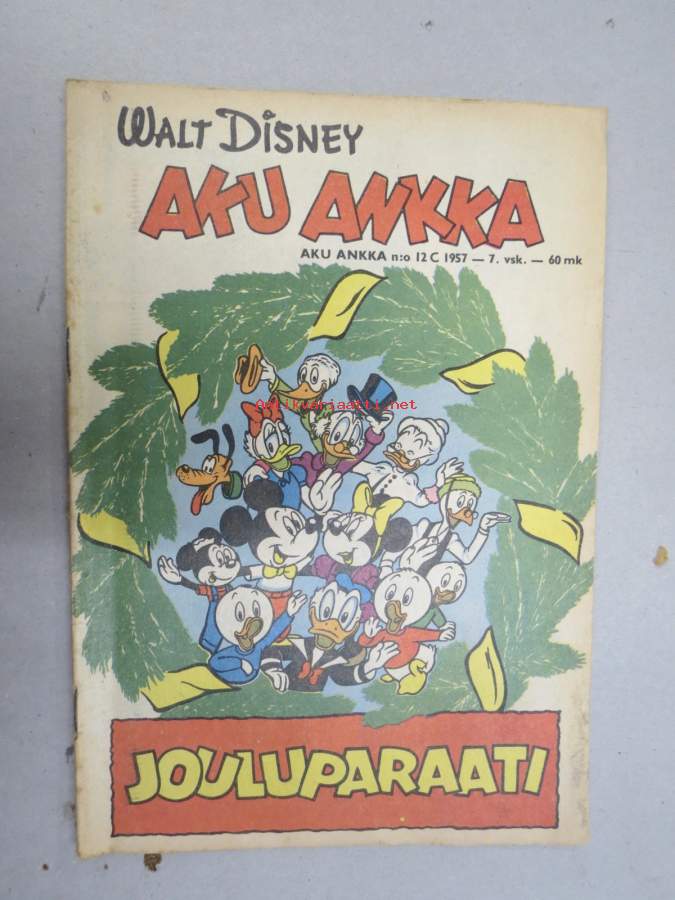 WALT DISNEY
AKU ANKKA
AKU ANKKA n:o 12 C 1957 — 7. vsk. — 60 mk
Antikvariaatti.net
JOULUPARAATI